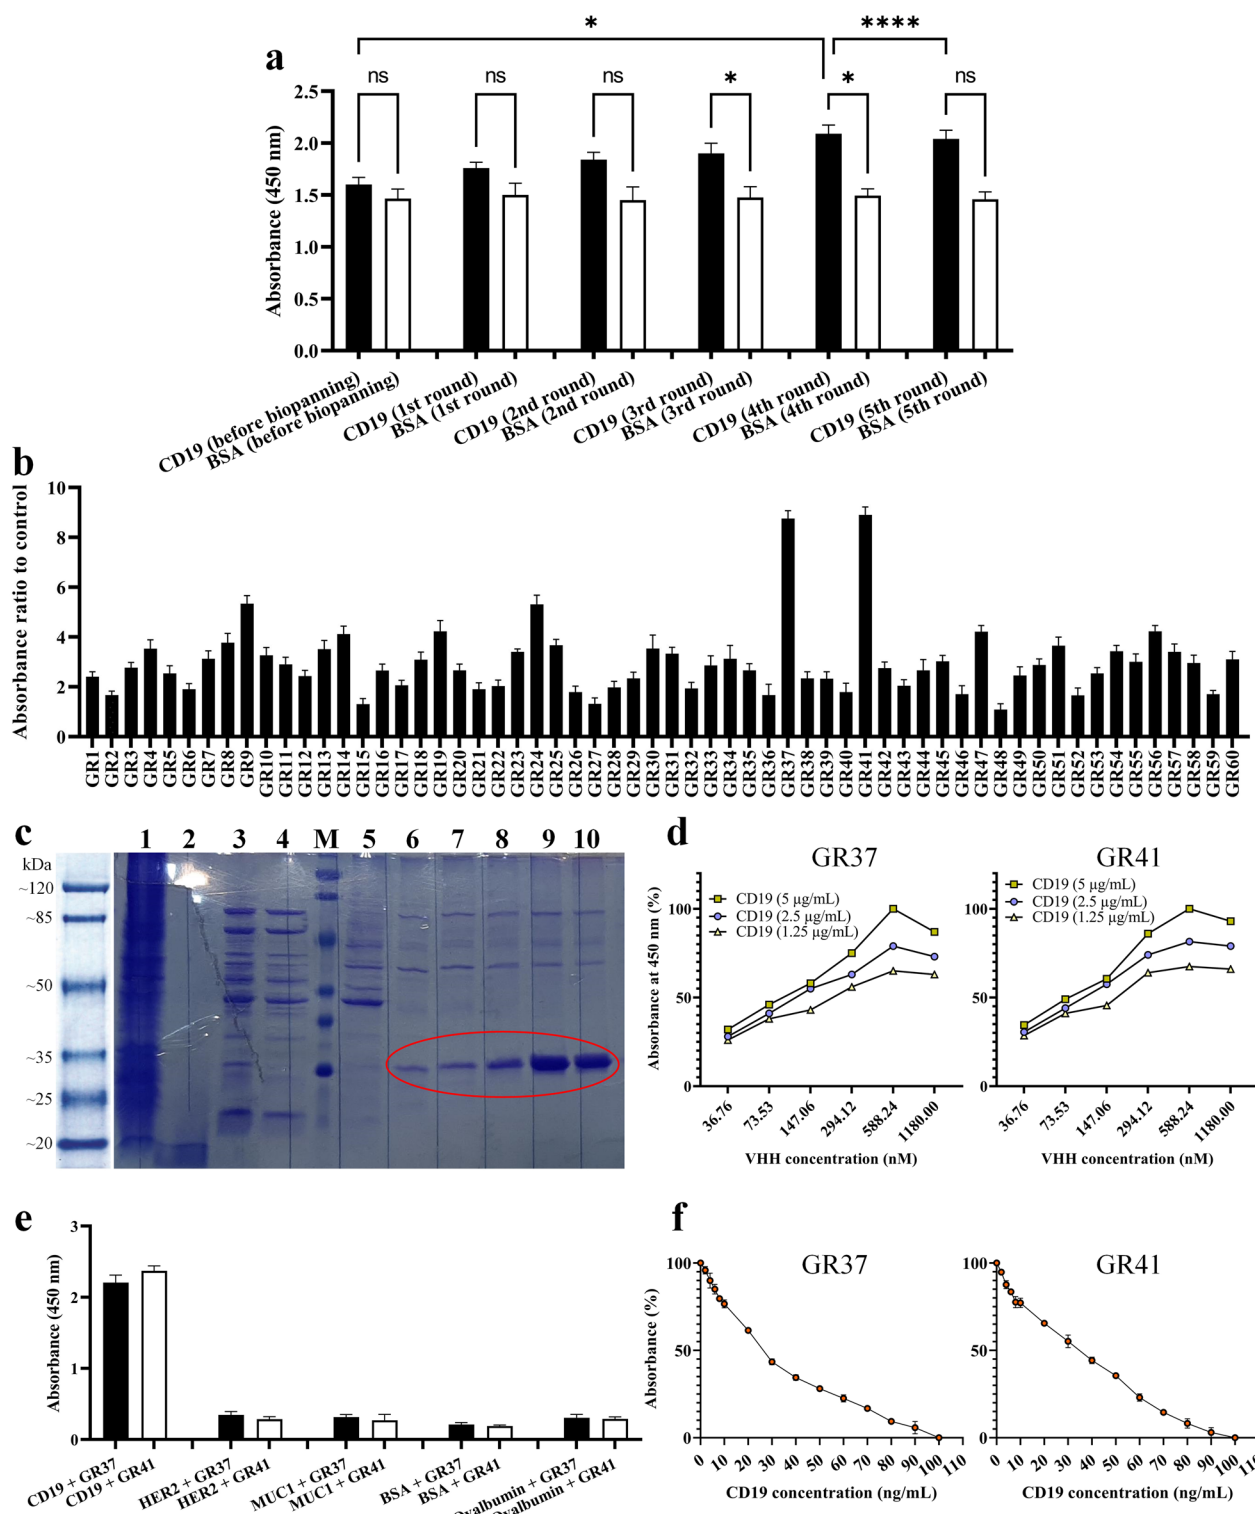 a
*
****
ns
ns
ns
*
*
ns
Absorbance (450 nm)
2.5
2.0
1.5
1.0
0.5
0.0
CD19 (before biopanning)
BSA (before biopanning)
CD19 (1st round)
BSA (1st round)
CD19 (2nd round)
BSA (2nd round)
CD19 (3rd round)
BSA (3rd round)
CD19 (4th round)
BSA (4th round)
CD19 (5th round)
BSA (5th round)
b
Absorbance ratio to control
10
8
6
4
2
0
GR1
GR2
GR3
GR4
GR5
GR6
GR7
GR8
GR9
GR10
GR11
GR12
GR13
GR14
GR15
GR16
GR17
GR18
GR19
GR20
GR21
GR22
GR23
GR24
GR25
GR26
GR27
GR28
GR29
GR30
GR31
GR32
GR33
GR34
GR35
GR36
GR37
GR38
GR39
GR40
GR41
GR42
GR43
GR44
GR45
GR46
GR47
GR48
GR49
GR50
GR51
GR52
GR53
GR54
GR55
GR56
GR57
GR58
GR59
GR60
c
1 2 3 4 M 5 6 7 8 9 10
kDa
~120
~85
~50
~35
~25
~20
d
GR37
CD19 (5 µg/mL)
CD19 (2.5 µg/mL)
CD19 (1.25 µg/mL)
Absorbance at 450 nm (%)
100
50
0
36.76
73.53
147.06
294.12
588.24
1180.00
VHH concentration (nM)
GR41
CD19 (5 µg/mL)
CD19 (2.5 µg/mL)
CD19 (1.25 µg/mL)
100
50
0
36.76
73.53
147.06
294.12
588.24
1180.00
VHH concentration (nM)
e
Absorbance (450 nm)
3
2
1
0
CD19 + GR37
CD19 + GR41
HER2 + GR37
HER2 + GR41
MUC1 + GR37
MUC1 + GR41
BSA + GR37
BSA + GR41
+ GR37
+ GR41
f
GR37
Absorbance (%)
100
50
0
0 10 20 30 40 50 60 70 80 90 100 110
CD19 concentration (ng/mL)
GR41
100
50
0
0 10 20 30 40 50 60 70 80 90 100
CD19 concentration (ng/mL)